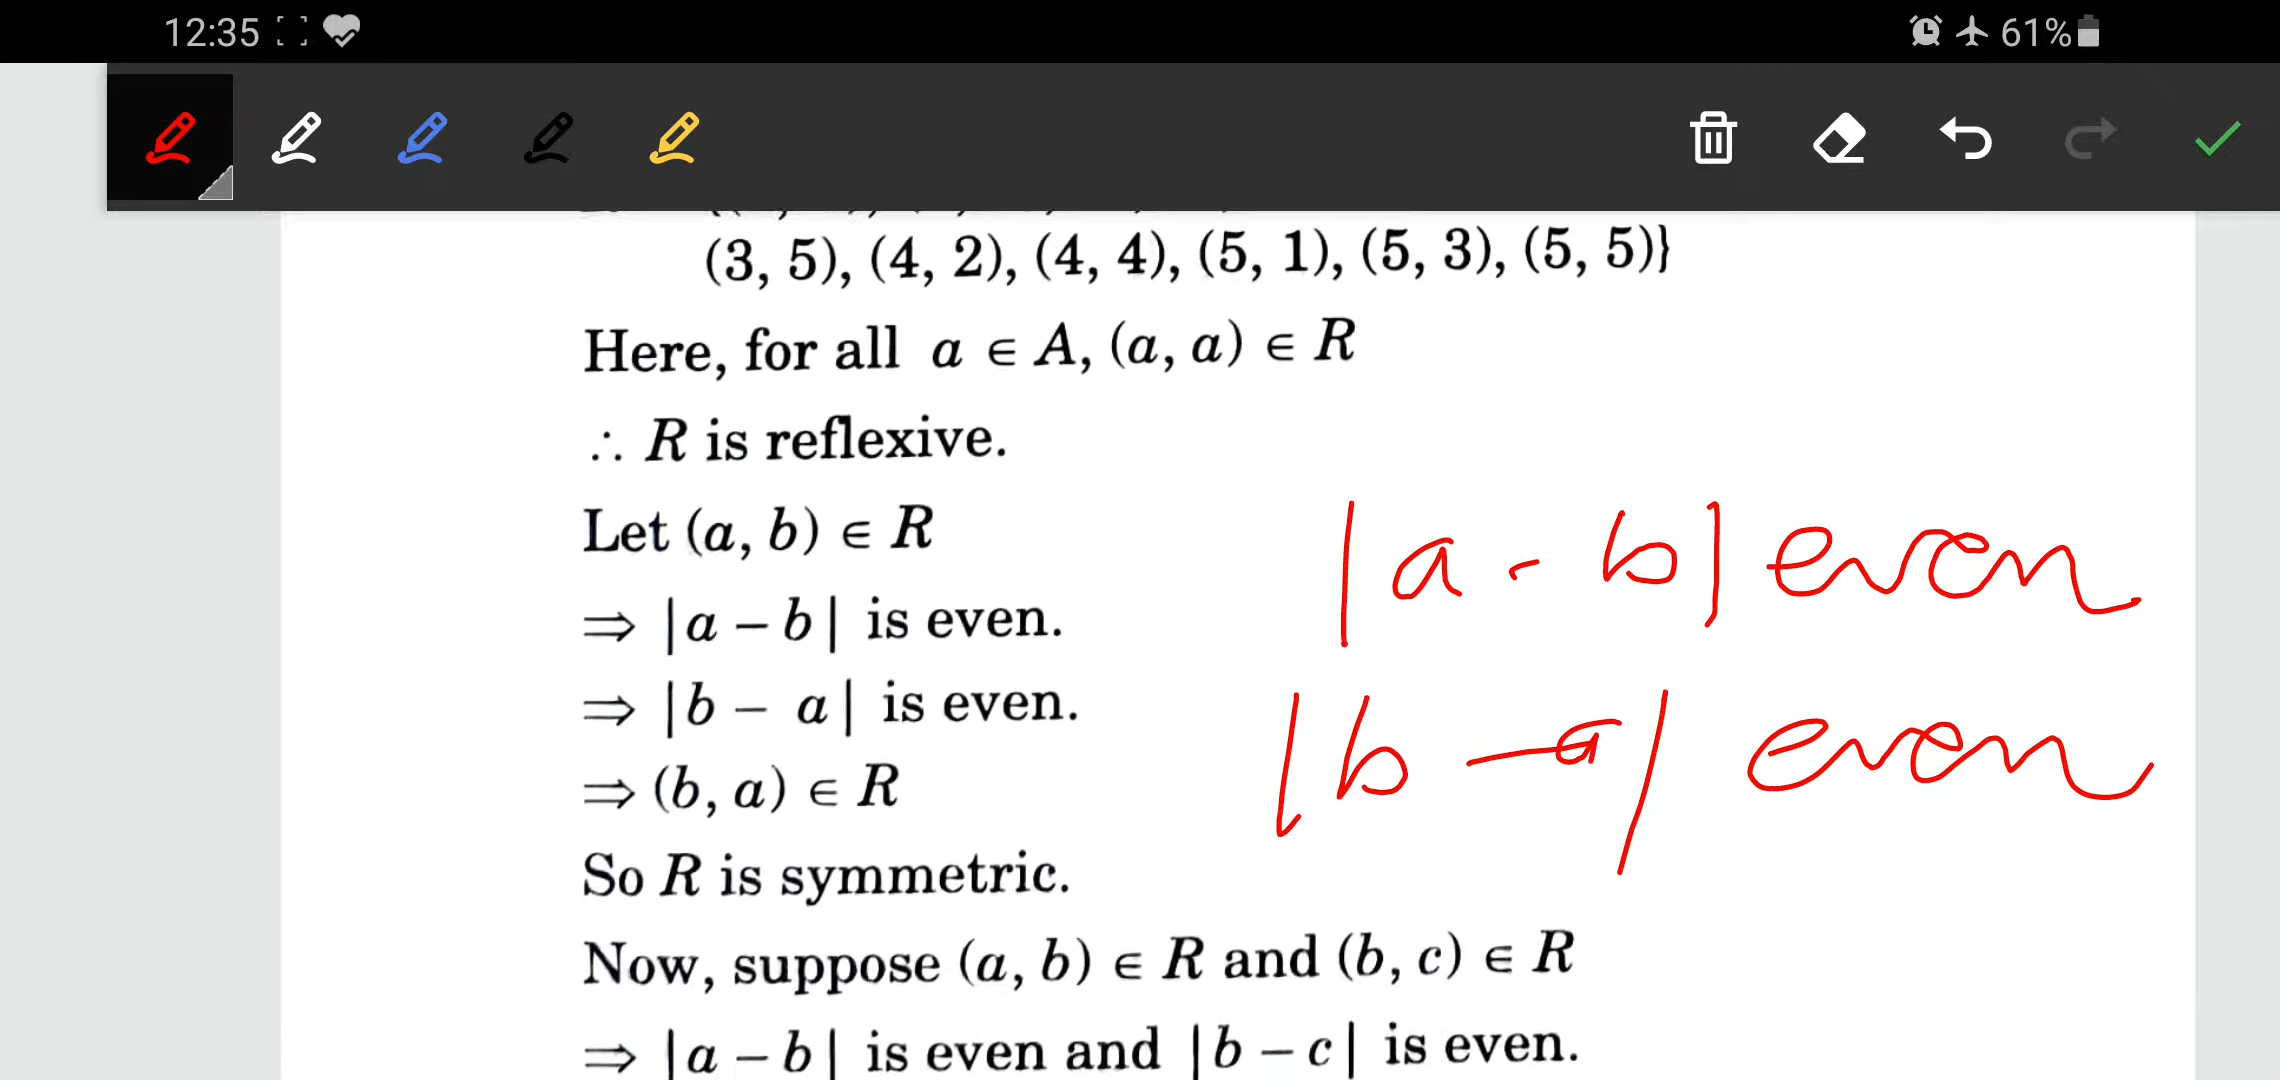 12:35 61%
(3, 5), (4, 2), (4, 4), (5, 1), (5, 3), (5, 5)}
Here, for all a ∈ A, (a, a) ∈ R
∴ R is reflexive.
Let (a, b) ∈ R
|a - b| even
⇒ |a – b| is even.
⇒ |b – a| is even.
|b - a| even
⇒ (b, a) ∈ R
So R is symmetric.
Now, suppose (a, b) ∈ R and (b, c) ∈ R
⇒ |a – b| is even and |b – c| is even.